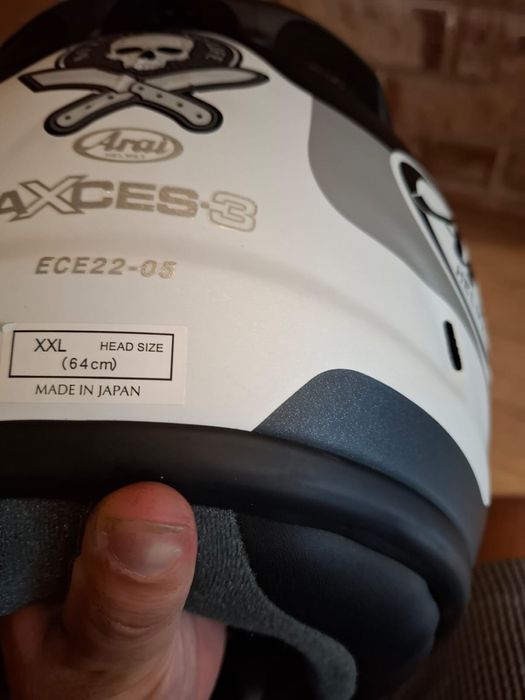 Arai
HELMET
AXCES-3
ECE22-05
XXL HEAD SIZE
(64cm)
MADE IN JAPAN